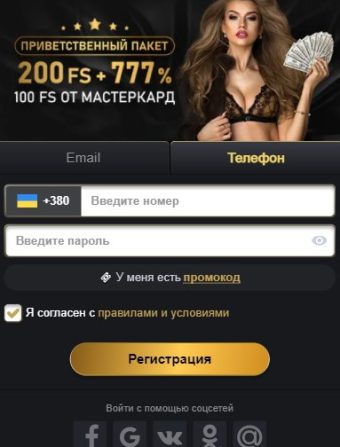 ПРИВЕТСТВЕННЫЙ ПАКЕТ
200 FS + 777%
100 FS ОТ МАСТЕРКАРД
Email
Телефон
+380
Введите номер
Введите пароль
У меня есть промокод
Я согласен с правилами и условиями
Регистрация
Войти с помощью соцсетей